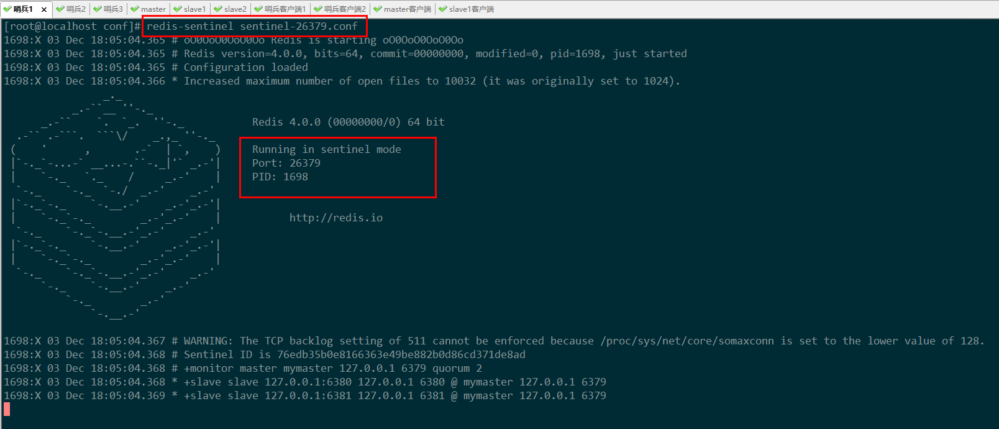 哨兵1 × 哨兵2 哨兵3 master slave1 slave2 哨兵客户端1 哨兵客户端2 master客户端 slave1客户端
[root@localhost conf]# redis-sentinel sentinel-26379.conf
1698:X 03 Dec 18:05:04.365 # oO0OoO0OoO0Oo Redis is starting oO0OoO0OoO0Oo
1698:X 03 Dec 18:05:04.365 # Redis version=4.0.0, bits=64, commit=00000000, modified=0, pid=1698, just started
1698:X 03 Dec 18:05:04.365 # Configuration loaded
1698:X 03 Dec 18:05:04.366 * Increased maximum number of open files to 10032 (it was originally set to 1024).
Redis 4.0.0 (00000000/0) 64 bit
Running in sentinel mode
Port: 26379
PID: 1698
http://redis.io
1698:X 03 Dec 18:05:04.367 # WARNING: The TCP backlog setting of 511 cannot be enforced because /proc/sys/net/core/somaxconn is set to the lower value of 128.
1698:X 03 Dec 18:05:04.368 # Sentinel ID is 76edb35b0e8166363e49be882b0d86cd371de8ad
1698:X 03 Dec 18:05:04.368 # +monitor master mymaster 127.0.0.1 6379 quorum 2
1698:X 03 Dec 18:05:04.368 * +slave slave 127.0.0.1:6380 127.0.0.1 6380 @ mymaster 127.0.0.1 6379
1698:X 03 Dec 18:05:04.369 * +slave slave 127.0.0.1:6381 127.0.0.1 6381 @ mymaster 127.0.0.1 6379